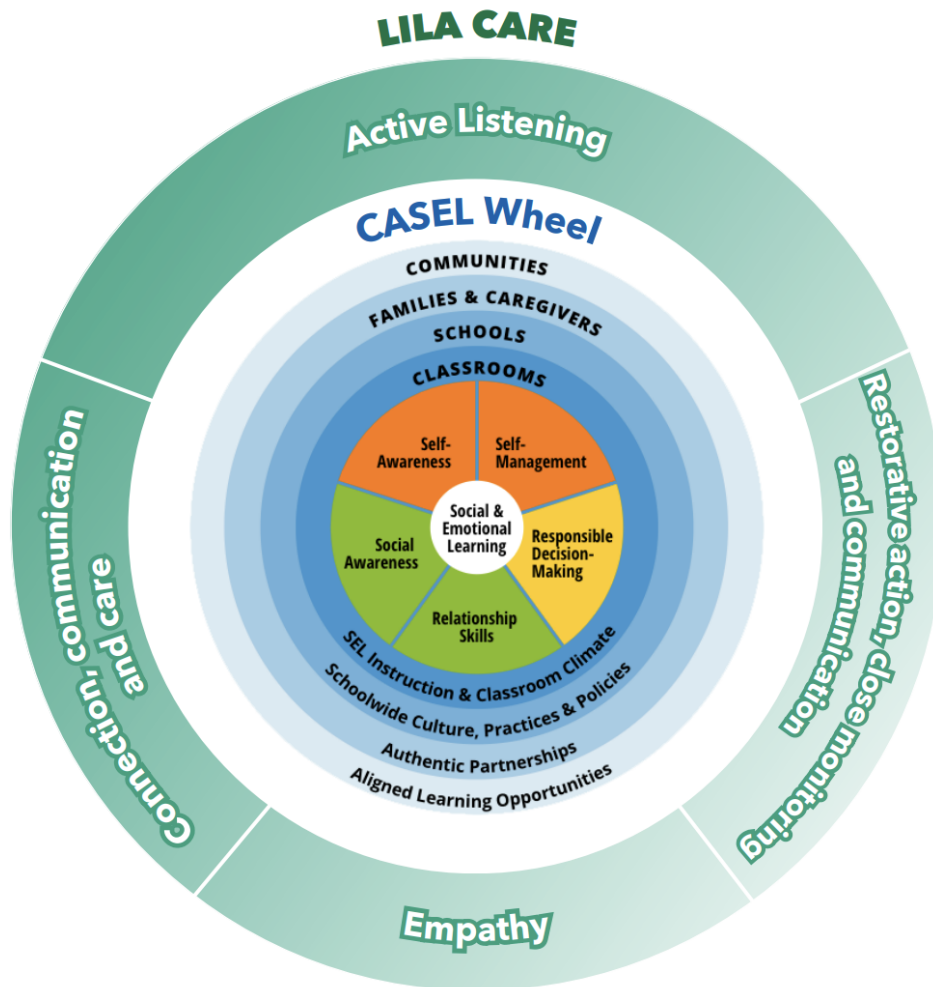 LILA CARE
Active Listening
CASEL Wheel
COMMUNITIES
FAMILIES & CAREGIVERS
SCHOOLS
CLASSROOMS
Self-
Awareness
Self-
Management
Social &
Emotional
Learning
Social
Awareness
Responsible
Decision-
Making
Relationship
Skills
SEL Instruction & Classroom Climate
Schoolwide Culture, Practices & Policies
Authentic Partnerships
Aligned Learning Opportunities
Connection, communication
and care
Restorative action, close monitoring
and communication
Empathy